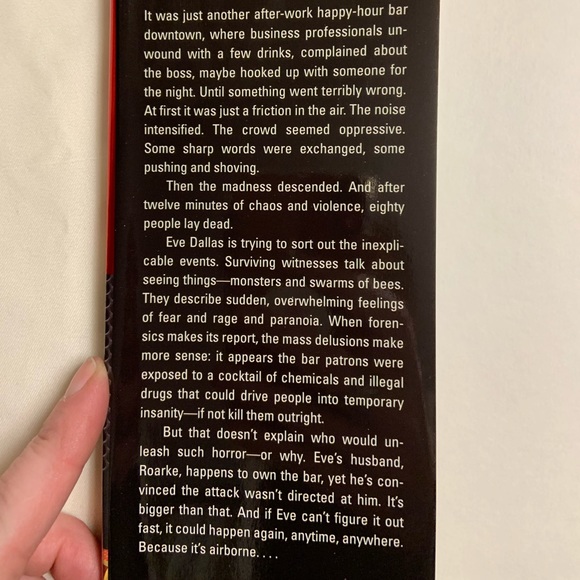 It was just another after-work happy-hour bar
downtown, where business professionals un-
wound with a few drinks, complained about
the boss, maybe hooked up with someone for
the night. Until something went terribly wrong.
At first it was just a friction in the air. The noise
intensified. The crowd seemed oppressive.
Some sharp words were exchanged, some
pushing and shoving.
Then the madness descended. And after
twelve minutes of chaos and violence, eighty
people lay dead.
Eve Dallas is trying to sort out the inexpli-
cable events. Surviving witnesses talk about
seeing things—monsters and swarms of bees.
They describe sudden, overwhelming feelings
of fear and rage and paranoia. When foren-
sics makes its report, the mass delusions make
more sense: it appears the bar patrons were
exposed to a cocktail of chemicals and illegal
drugs that could drive people into temporary
insanity—if not kill them outright.
But that doesn't explain who would un-
leash such horror—or why. Eve's husband,
Roarke, happens to own the bar, yet he's con-
vinced the attack wasn't directed at him. It's
bigger than that. And if Eve can't figure it out
fast, it could happen again, anytime, anywhere.
Because it's airborne. . . .